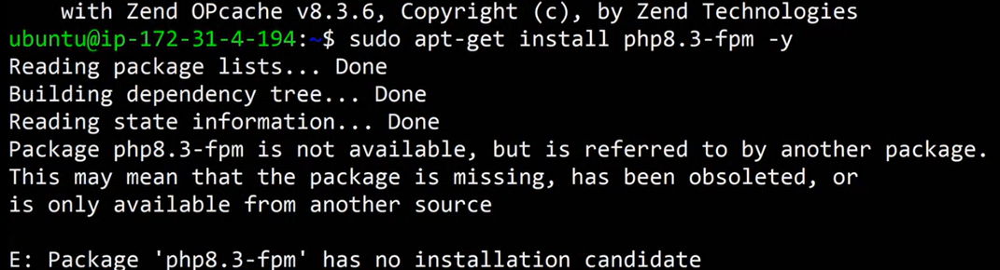 with Zend OPcache v8.3.6, Copyright (c), by Zend Technologies
ubuntu@ip-172-31-4-194:~$ sudo apt-get install php8.3-fpm -y
Reading package lists... Done
Building dependency tree... Done
Reading state information... Done
Package php8.3-fpm is not available, but is referred to by another package.
This may mean that the package is missing, has been obsoleted, or
is only available from another source
E: Package 'php8.3-fpm' has no installation candidate